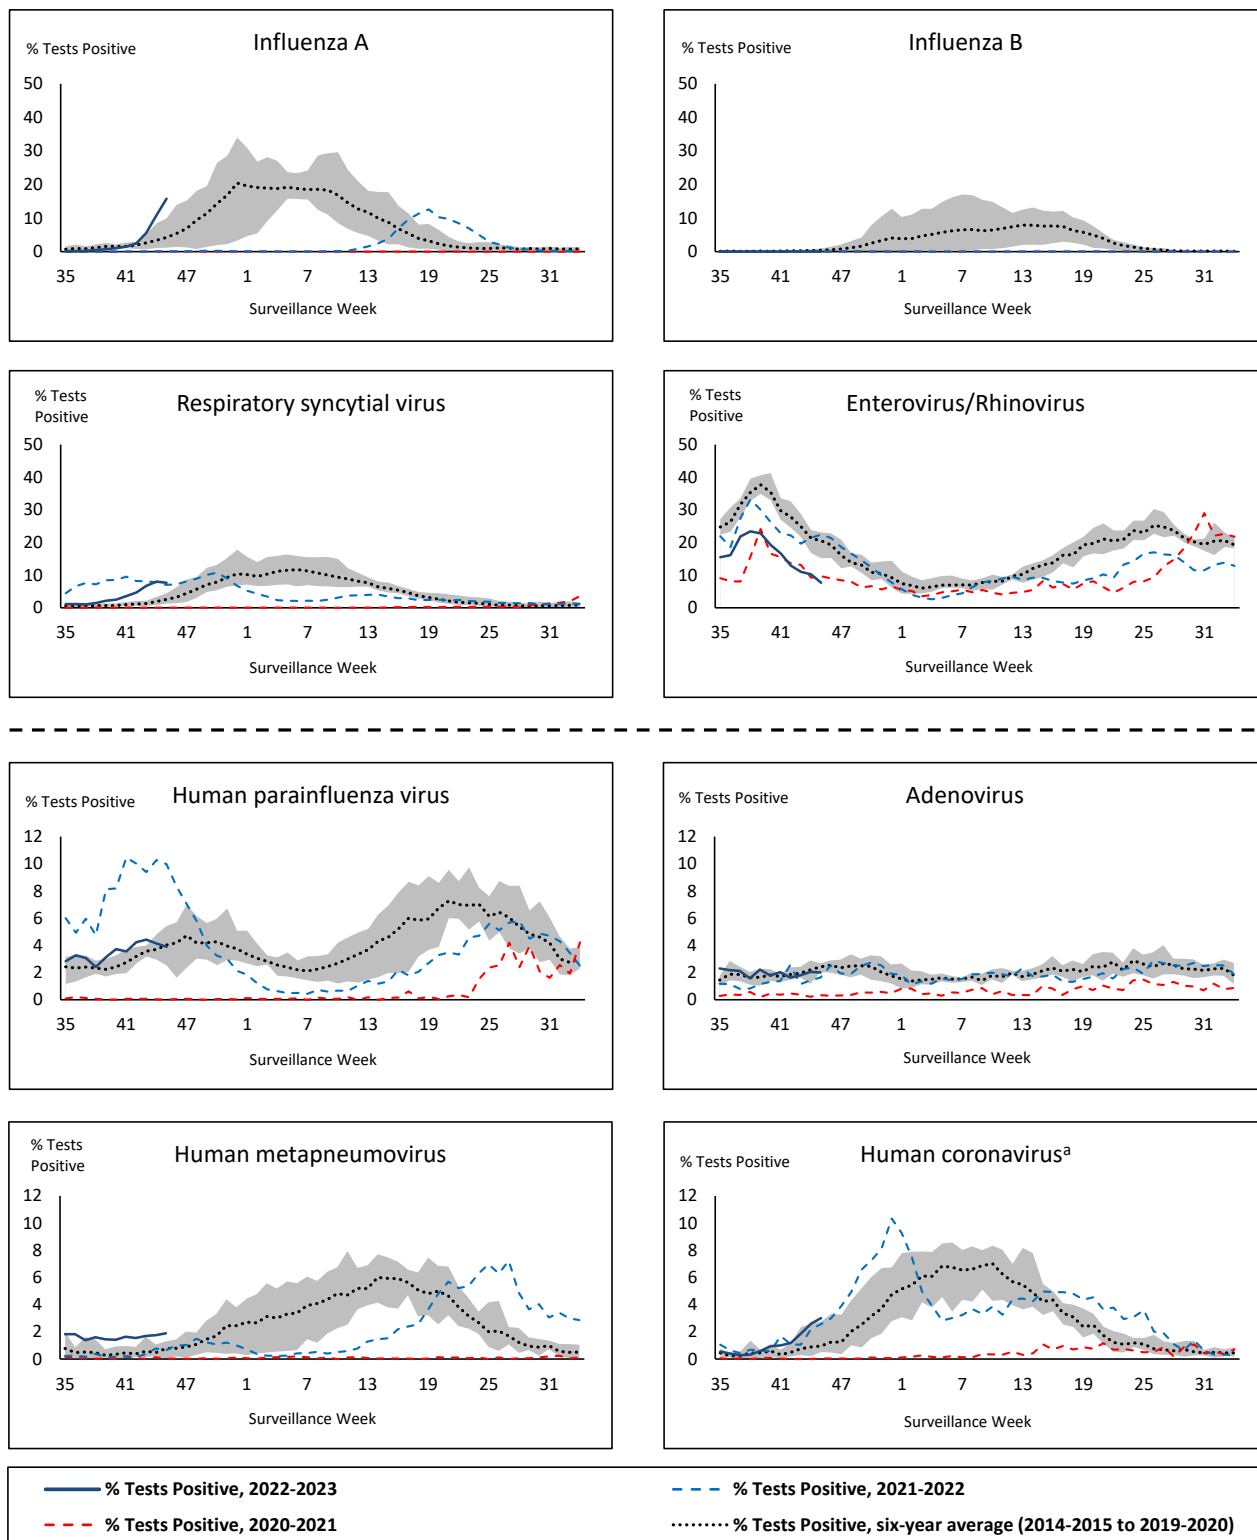 Influenza A
% Tests Positive
50
40
30
20
10
0
35 41 47 1 7 13 19 25 31
Surveillance Week
Influenza B
% Tests Positive
50
40
30
20
10
0
35 41 47 1 7 13 19 25 31
Surveillance Week
Respiratory syncytial virus
% Tests
Positive
50
40
30
20
10
0
35 41 47 1 7 13 19 25 31
Surveillance Week
Enterovirus/Rhinovirus
% Tests
Positive
50
40
30
20
10
0
35 41 47 1 7 13 19 25 31
Surveillance Week
Human parainfluenza virus
% Tests Positive
12
10
8
6
4
2
0
35 41 47 1 7 13 19 25 31
Surveillance Week
Adenovirus
% Tests Positive
12
10
8
6
4
2
0
35 41 47 1 7 13 19 25 31
Surveillance Week
Human metapneumovirus
% Tests
Positive
12
10
8
6
4
2
0
35 41 47 1 7 13 19 25 31
Surveillance Week
Human coronavirusᵃ
% Tests Positive
12
10
8
6
4
2
0
35 41 47 1 7 13 19 25 31
Surveillance Week
% Tests Positive, 2022-2023
% Tests Positive, 2021-2022
% Tests Positive, 2020-2021
% Tests Positive, six-year average (2014-2015 to 2019-2020)